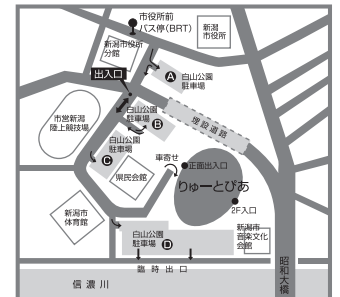 市役所前
バス停(BRT)
新潟
市役所
新潟市役所
分館
出入口
A
白山公園
駐車場
白山公園
駐車場
B
埋設道路
市営新潟
陸上競技場
白山公園
駐車場
C
車寄せ
正面出入口
県民会館
りゅーとぴあ
2F入口
新潟市
体育館
白山公園
駐車場
D
新潟市
音楽文化
会館
臨時出口
昭和大橋
信濃川